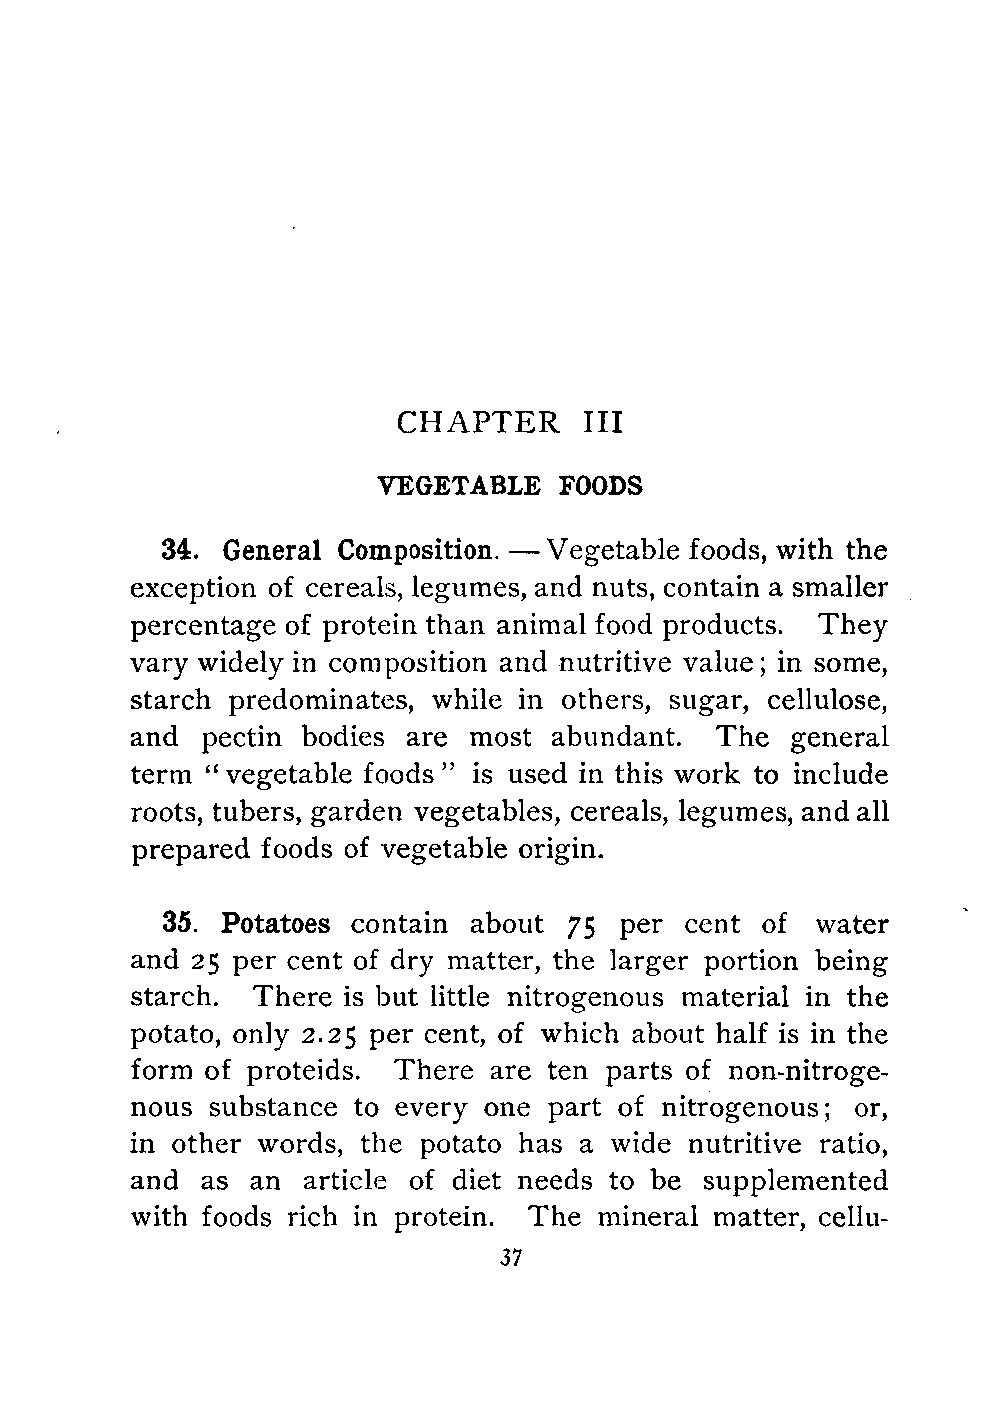 CHAPTER III
VEGETABLE FOODS
34. General Composition. — Vegetable foods, with the
exception of cereals, legumes, and nuts, contain a smaller
percentage of protein than animal food products. They
vary widely in composition and nutritive value; in some,
starch predominates, while in others, sugar, cellulose,
and pectin bodies are most abundant. The general
term “vegetable foods” is used in this work to include
roots, tubers, garden vegetables, cereals, legumes, and all
prepared foods of vegetable origin.
35. Potatoes contain about 75 per cent of water
and 25 per cent of dry matter, the larger portion being
starch. There is but little nitrogenous material in the
potato, only 2.25 per cent, of which about half is in the
form of proteids. There are ten parts of non-nitroge-
nous substance to every one part of nitrogenous; or,
in other words, the potato has a wide nutritive ratio,
and as an article of diet needs to be supplemented
with foods rich in protein. The mineral matter, cellu-
37